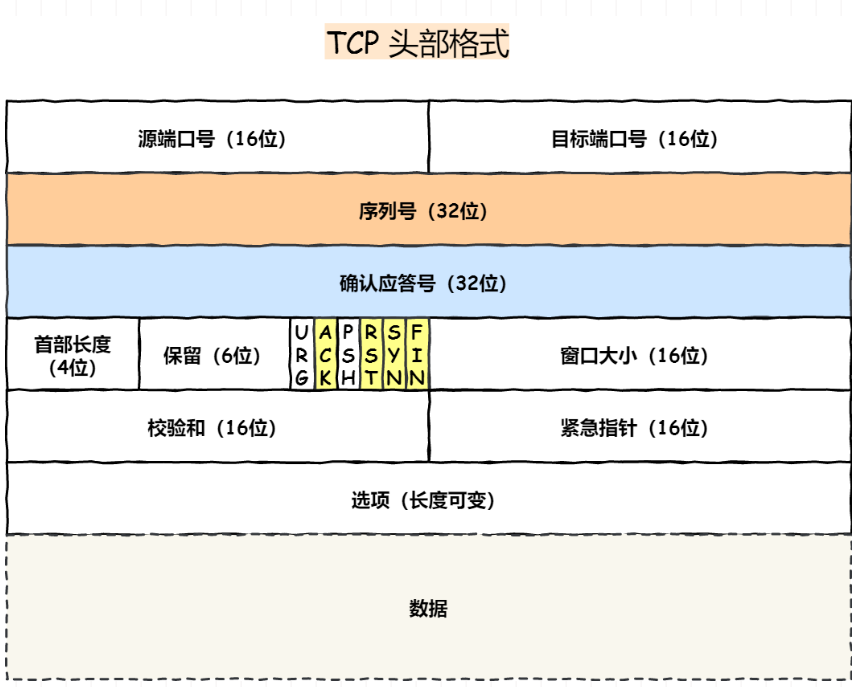 TCP 头部格式
源端口号（16位） 目标端口号（16位）
序列号（32位）
确认应答号（32位）
首部长度
（4位）
保留（6位）
URG
ACK
PSH
RST
SYN
FIN
窗口大小（16位）
校验和（16位） 紧急指针（16位）
选项（长度可变）
数据